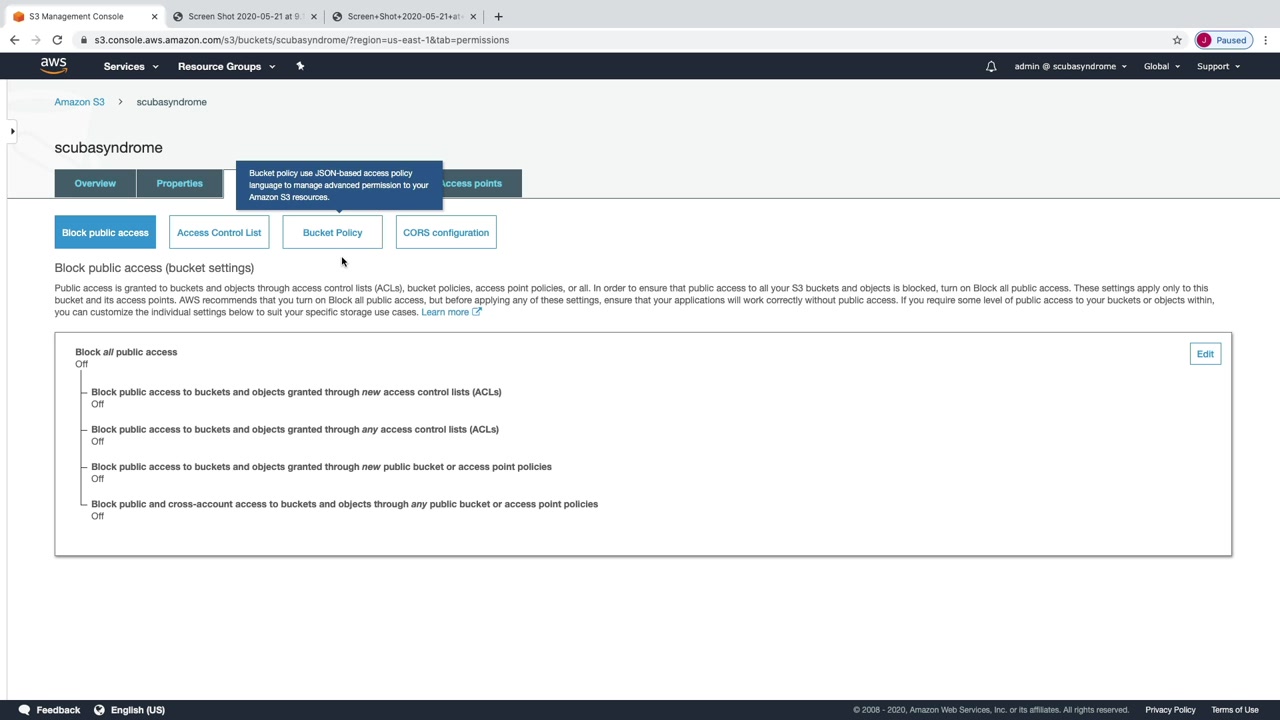 S3 Management Console
Screen Shot 2020-05-21 at 9.
Screen+Shot+2020-05-21+at
s3.console.aws.amazon.com/s3/buckets/scubasyndrome/?region=us-east-1&tab=permissions
J Paused
aws Services Resource Groups admin @ scubasyndrome Global Support
Amazon S3 > scubasyndrome
scubasyndrome
Overview Properties Access points
Bucket policy use JSON-based access policy
language to manage advanced permission to your
Amazon S3 resources.
Block public access Access Control List Bucket Policy CORS configuration
Block public access (bucket settings)
Public access is granted to buckets and objects through access control lists (ACLs), bucket policies, access point policies, or all. In order to ensure that public access to all your S3 buckets and objects is blocked, turn on Block all public access. These settings apply only to this
bucket and its access points. AWS recommends that you turn on Block all public access, but before applying any of these settings, ensure that your applications will work correctly without public access. If you require some level of public access to your buckets or objects within,
you can customize the individual settings below to suit your specific storage use cases. Learn more
Block all public access
Off
Edit
Block public access to buckets and objects granted through new access control lists (ACLs)
Off
Block public access to buckets and objects granted through any access control lists (ACLs)
Off
Block public access to buckets and objects granted through new public bucket or access point policies
Off
Block public and cross-account access to buckets and objects through any public bucket or access point policies
Off
Feedback English (US) © 2008 - 2020, Amazon Web Services, Inc. or its affiliates. All rights reserved. Privacy Policy Terms of Use